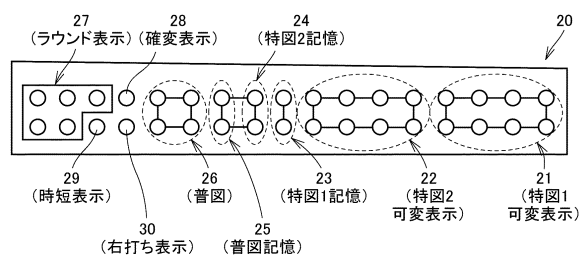 27
(ラウンド表示)
28
(確変表示)
24
(特図2記憶)
20
29
(時短表示)
30
(右打ち表示)
26
(普図)
25
(普図記憶)
23
(特図1記憶)
22
(特図2
可変表示)
21
(特図1
可変表示)